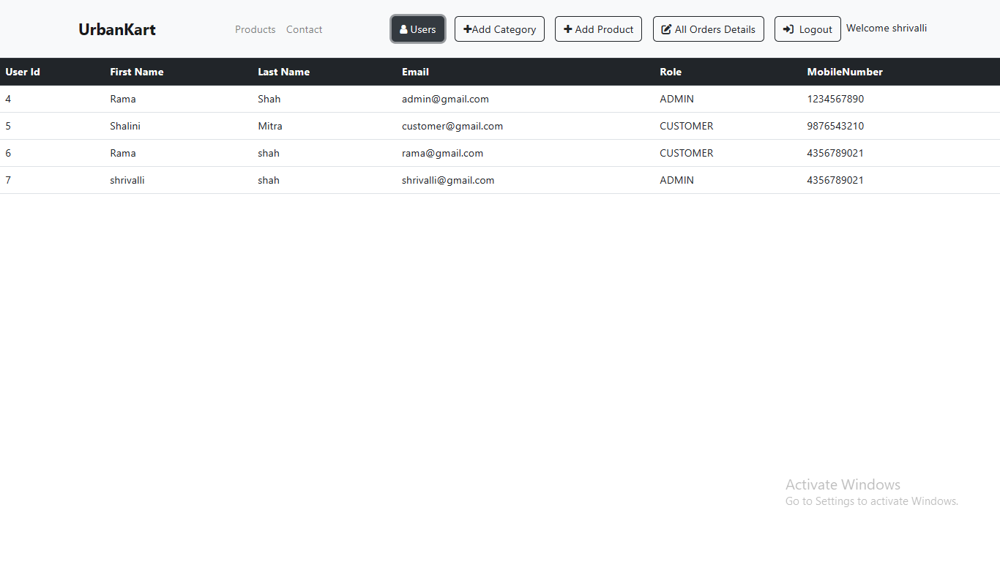 UrbanKart Products Contact Users Add Category Add Product All Orders Details Logout Welcome shrivalli
User Id First Name Last Name Email Role MobileNumber
4 Rama Shah admin@gmail.com ADMIN 1234567890
5 Shalini Mitra customer@gmail.com CUSTOMER 9876543210
6 Rama shah rama@gmail.com CUSTOMER 4356789021
7 shrivalli shah shrivalli@gmail.com ADMIN 4356789021
Activate Windows
Go to Settings to activate Windows.